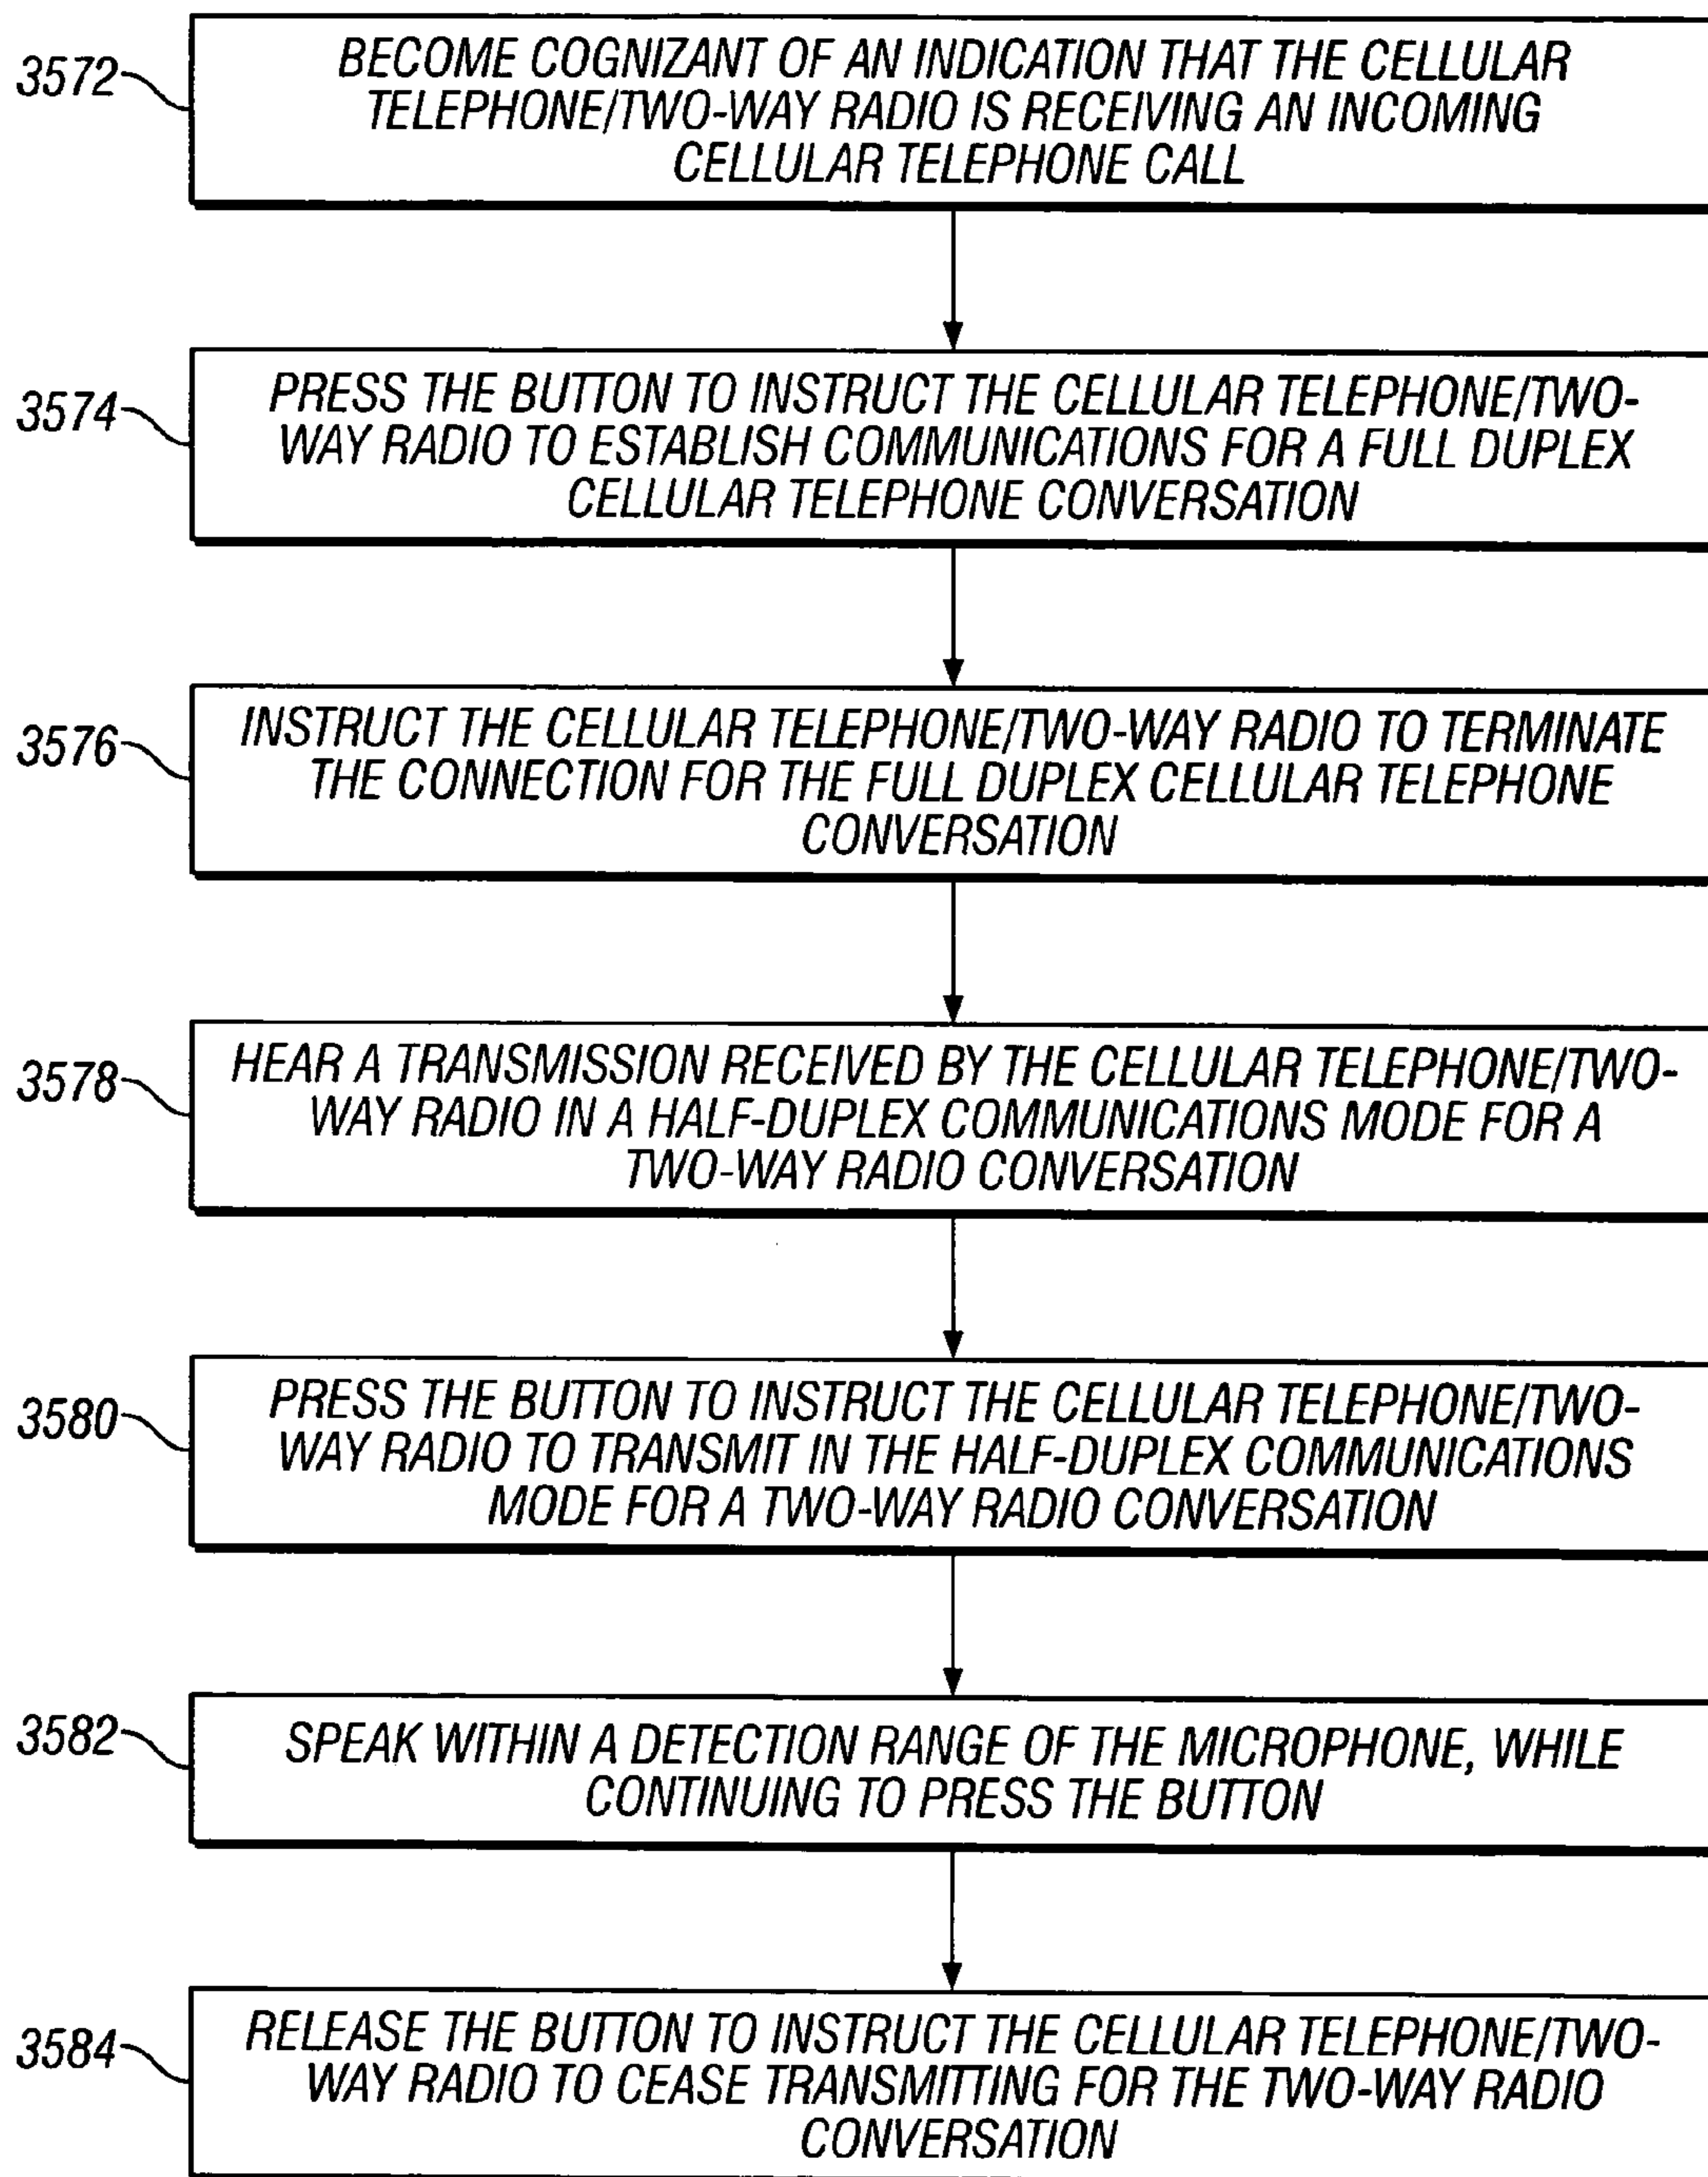 3572
BECOME COGNIZANT OF AN INDICATION THAT THE CELLULAR
TELEPHONE/TWO-WAY RADIO IS RECEIVING AN INCOMING
CELLULAR TELEPHONE CALL
3574
PRESS THE BUTTON TO INSTRUCT THE CELLULAR TELEPHONE/TWO-
WAY RADIO TO ESTABLISH COMMUNICATIONS FOR A FULL DUPLEX
CELLULAR TELEPHONE CONVERSATION
3576
INSTRUCT THE CELLULAR TELEPHONE/TWO-WAY RADIO TO TERMINATE
THE CONNECTION FOR THE FULL DUPLEX CELLULAR TELEPHONE
CONVERSATION
3578
HEAR A TRANSMISSION RECEIVED BY THE CELLULAR TELEPHONE/TWO-
WAY RADIO IN A HALF-DUPLEX COMMUNICATIONS MODE FOR A
TWO-WAY RADIO CONVERSATION
3580
PRESS THE BUTTON TO INSTRUCT THE CELLULAR TELEPHONE/TWO-
WAY RADIO TO TRANSMIT IN THE HALF-DUPLEX COMMUNICATIONS
MODE FOR A TWO-WAY RADIO CONVERSATION
3582
SPEAK WITHIN A DETECTION RANGE OF THE MICROPHONE, WHILE
CONTINUING TO PRESS THE BUTTON
3584
RELEASE THE BUTTON TO INSTRUCT THE CELLULAR TELEPHONE/TWO-
WAY RADIO TO CEASE TRANSMITTING FOR THE TWO-WAY RADIO
CONVERSATION